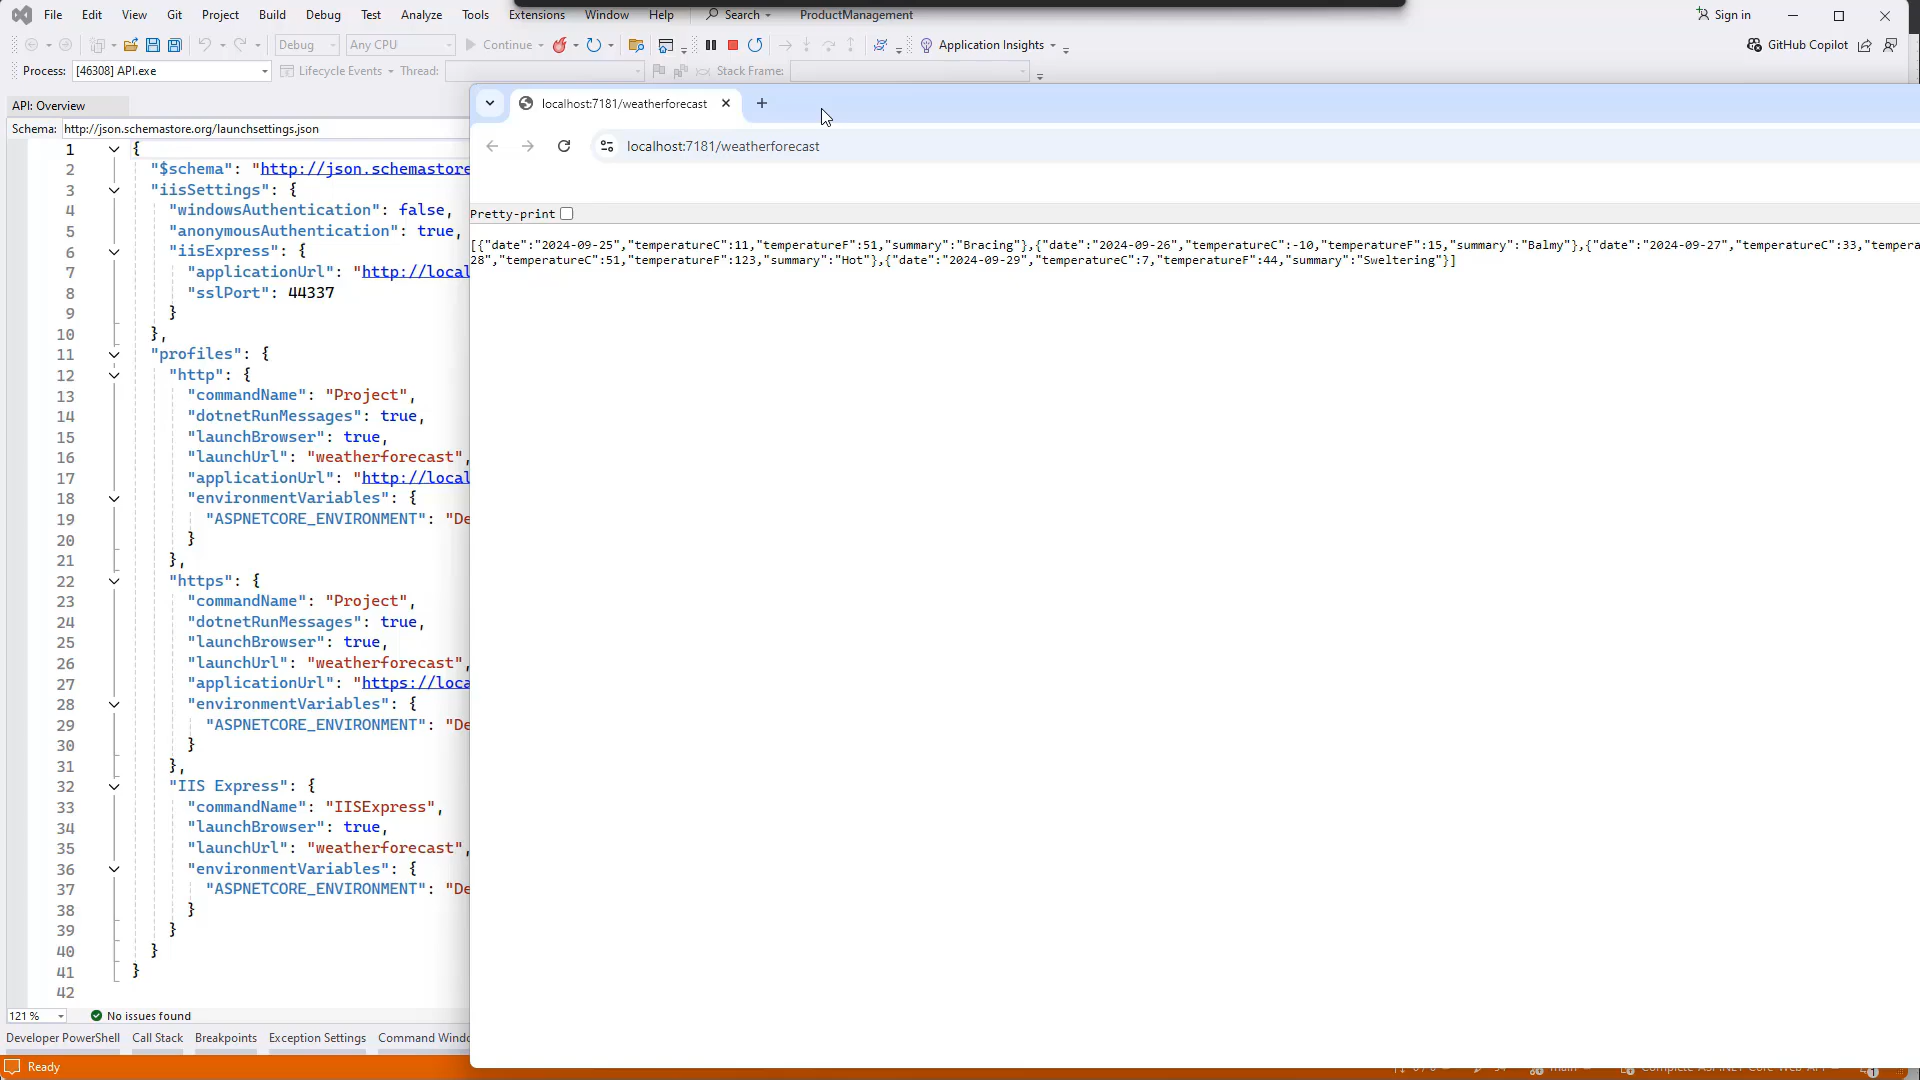 File Edit View Git Project Build Debug Test Analyze Tools Extensions Window Help Search ProductManagement Sign in
Debug Any CPU Continue Application Insights GitHub Copilot
Process: [46308] API.exe Lifecycle Events Thread: Stack Frame:
API: Overview
Schema: http://json.schemastore.org/launchsettings.json
1 {
2 "$schema": "http://json.schemastore
3 "iisSettings": {
4 "windowsAuthentication": false,
5 "anonymousAuthentication": true,
6 "iisExpress": {
7 "applicationUrl": "http://local
8 "sslPort": 44337
9 }
10 },
11 "profiles": {
12 "http": {
13 "commandName": "Project",
14 "dotnetRunMessages": true,
15 "launchBrowser": true,
16 "launchUrl": "weatherforecast",
17 "applicationUrl": "http://local
18 "environmentVariables": {
19 "ASPNETCORE_ENVIRONMENT": "De
20 }
21 },
22 "https": {
23 "commandName": "Project",
24 "dotnetRunMessages": true,
25 "launchBrowser": true,
26 "launchUrl": "weatherforecast",
27 "applicationUrl": "https://loca
28 "environmentVariables": {
29 "ASPNETCORE_ENVIRONMENT": "De
30 }
31 },
32 "IIS Express": {
33 "commandName": "IISExpress",
34 "launchBrowser": true,
35 "launchUrl": "weatherforecast",
36 "environmentVariables": {
37 "ASPNETCORE_ENVIRONMENT": "De
38 }
39 }
40 }
41 }
42
121 % No issues found
Developer PowerShell Call Stack Breakpoints Exception Settings Command Windo
Ready
localhost:7181/weatherforecast
localhost:7181/weatherforecast
Pretty-print
[{"date":"2024-09-25","temperatureC":11,"temperatureF":51,"summary":"Bracing"},{"date":"2024-09-26","temperatureC":-10,"temperatureF":15,"summary":"Balmy"},{"date":"2024-09-27","temperatureC":33,"tempera
28","temperatureC":51,"temperatureF":123,"summary":"Hot"},{"date":"2024-09-29","temperatureC":7,"temperatureF":44,"summary":"Sweltering"}]